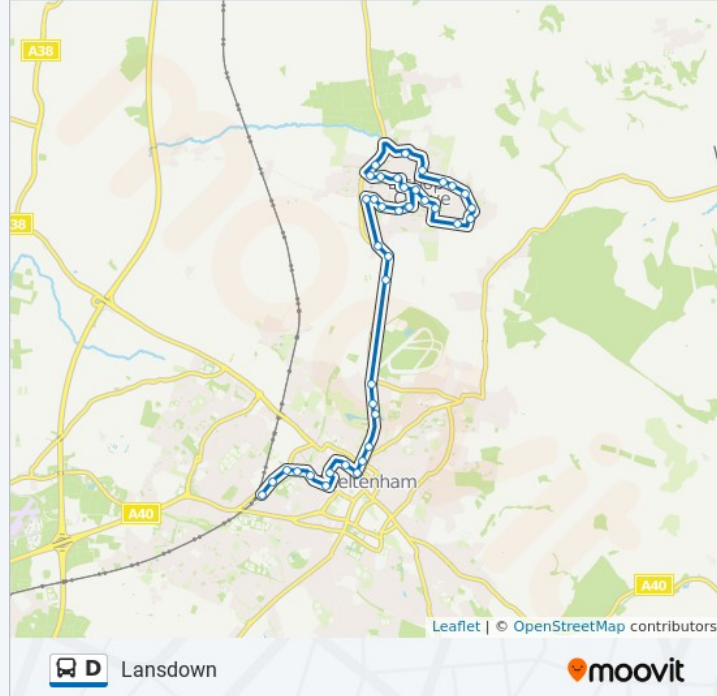 A38
38
eltenham
A40
A40
Leaflet | © OpenStreetMap contributors
D Lansdown
moovit